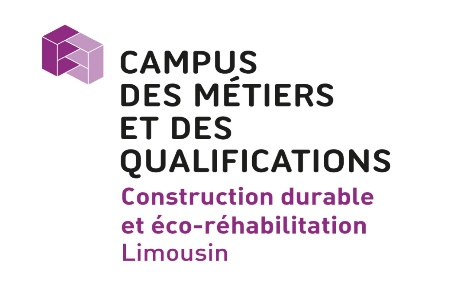 CAMPUS
DES MÉTIERS
ET DES
QUALIFICATIONS
Construction durable
et éco-réhabilitation
Limousin